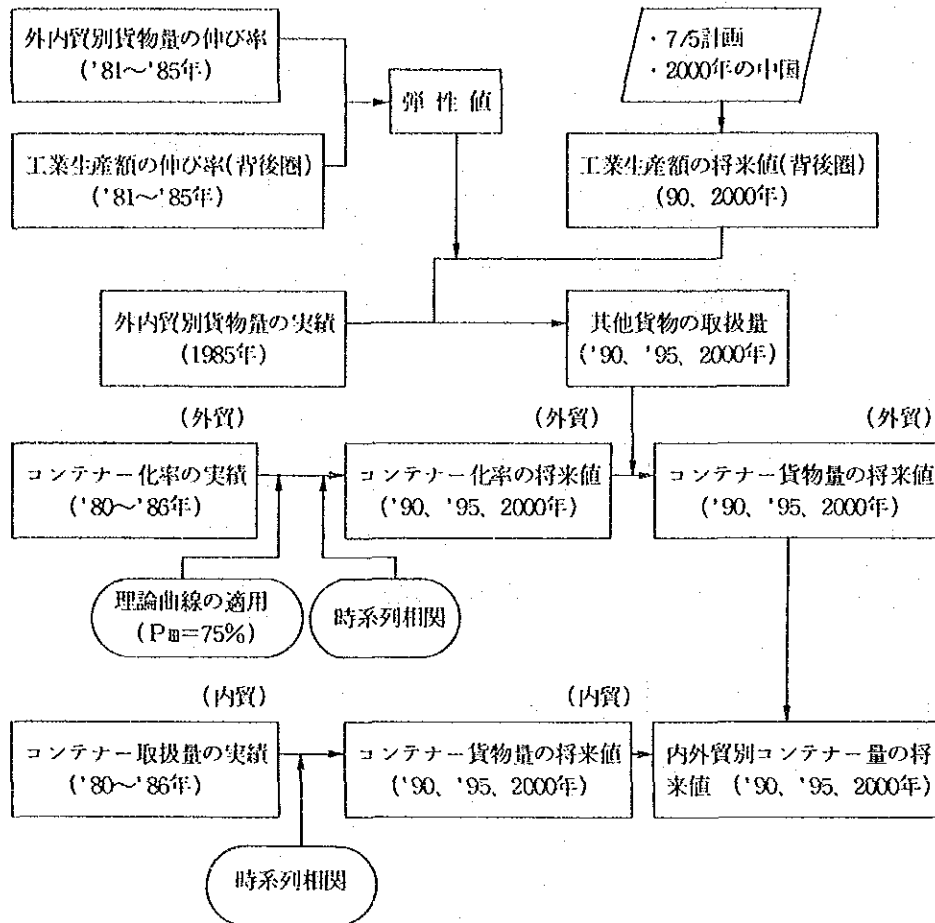 外内貿別貨物量の伸び率
('81～'85年)
・7/5計画
・2000年の中国
弾性値
工業生産額の伸び率(背後圏)
('81～'85年)
工業生産額の将来値(背後圏)
(90、2000年)
外内貿別貨物量の実績
(1985年)
其他貨物の取扱量
('90、'95、2000年)
(外貿)
(外貿)
(外貿)
コンテナー化率の実績
('80～'86年)
コンテナー化率の将来値
('90、'95、2000年)
コンテナー貨物量の将来値
('90、'95、2000年)
理論曲線の適用
(Pm=75%)
時系列相関
(内貿)
(内貿)
コンテナー取扱量の実績
('80～'86年)
コンテナー貨物量の将来値
('90、'95、2000年)
内外貿別コンテナー量の将
来値 ('90、'95、2000年)
時系列相関